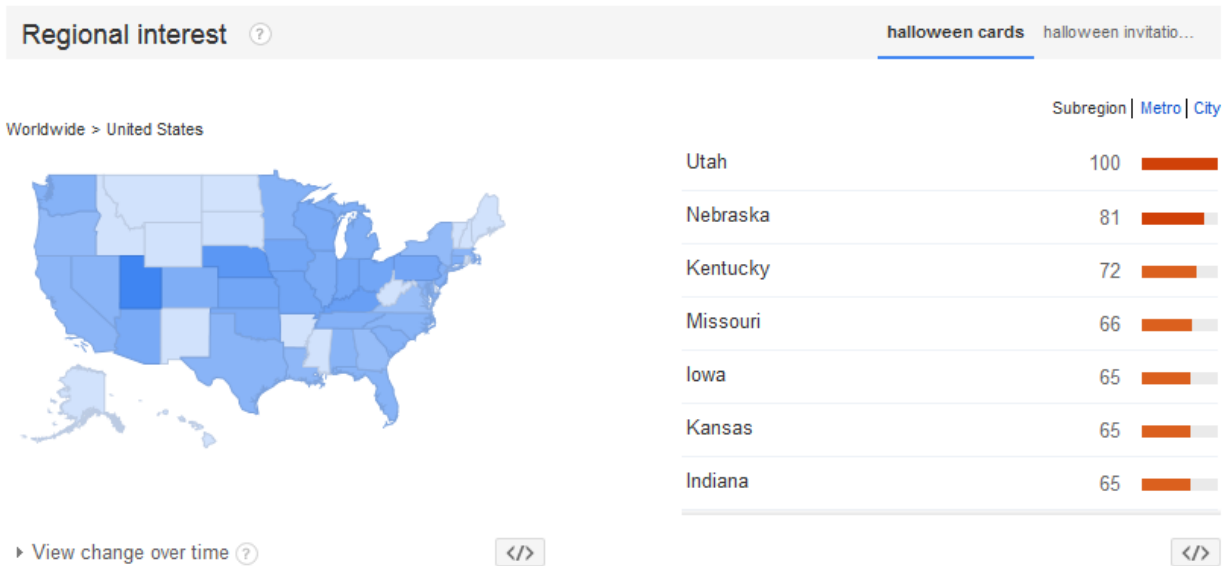 Regional interest ?
halloween cards halloween invitatio...
Subregion | Metro | City
Worldwide > United States
Utah 100
Nebraska 81
Kentucky 72
Missouri 66
Iowa 65
Kansas 65
Indiana 65
View change over time ?
</>
</>